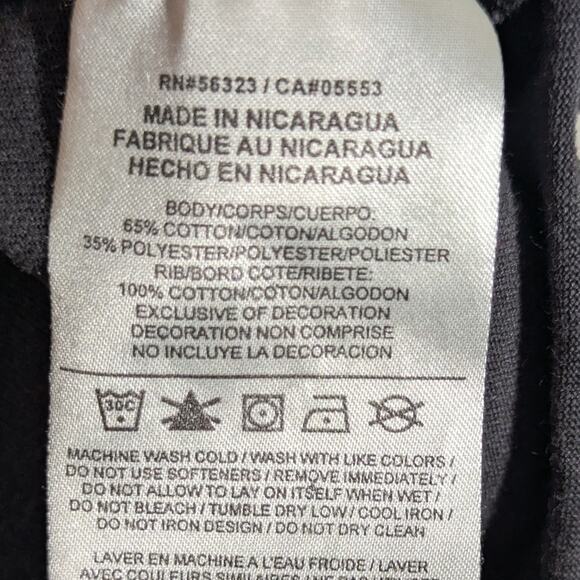 RN#56323 / CA#05553
MADE IN NICARAGUA
FABRIQUE AU NICARAGUA
HECHO EN NICARAGUA
BODY/CORPS/CUERPO:
65% COTTON/COTON/ALGODON
35% POLYESTER/POLYESTER/POLIESTER
RIB/BORD COTE/RIBETE:
100% COTTON/COTON/ALGODON
EXCLUSIVE OF DECORATION
DECORATION NON COMPRISE
NO INCLUYE LA DECORACION
30C
MACHINE WASH COLD / WASH WITH LIKE COLORS /
DO NOT USE SOFTENERS / REMOVE IMMEDIATELY /
DO NOT ALLOW TO LAY ON ITSELF WHEN WET /
DO NOT BLEACH / TUMBLE DRY LOW / COOL IRON /
DO NOT IRON DESIGN / DO NOT DRY CLEAN
LAVER EN MACHINE A L'EAU FROIDE / LAVER
AVEC COULEURS